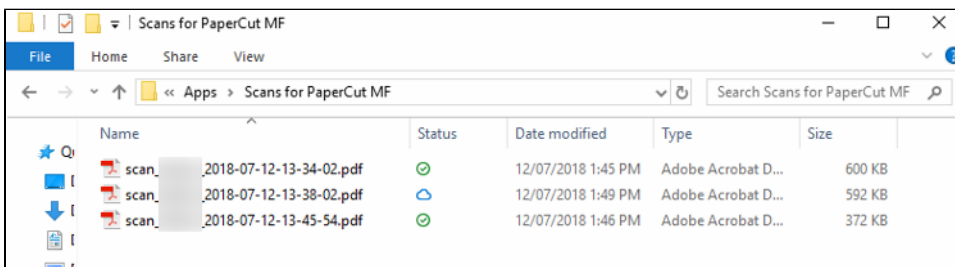 Scans for PaperCut MF
File Home Share View
« Apps › Scans for PaperCut MF Search Scans for PaperCut MF
Name Status Date modified Type Size
scan_ _2018-07-12-13-34-02.pdf 12/07/2018 1:45 PM Adobe Acrobat D... 600 KB
scan_ _2018-07-12-13-38-02.pdf 12/07/2018 1:49 PM Adobe Acrobat D... 592 KB
scan_ _2018-07-12-13-45-54.pdf 12/07/2018 1:46 PM Adobe Acrobat D... 372 KB